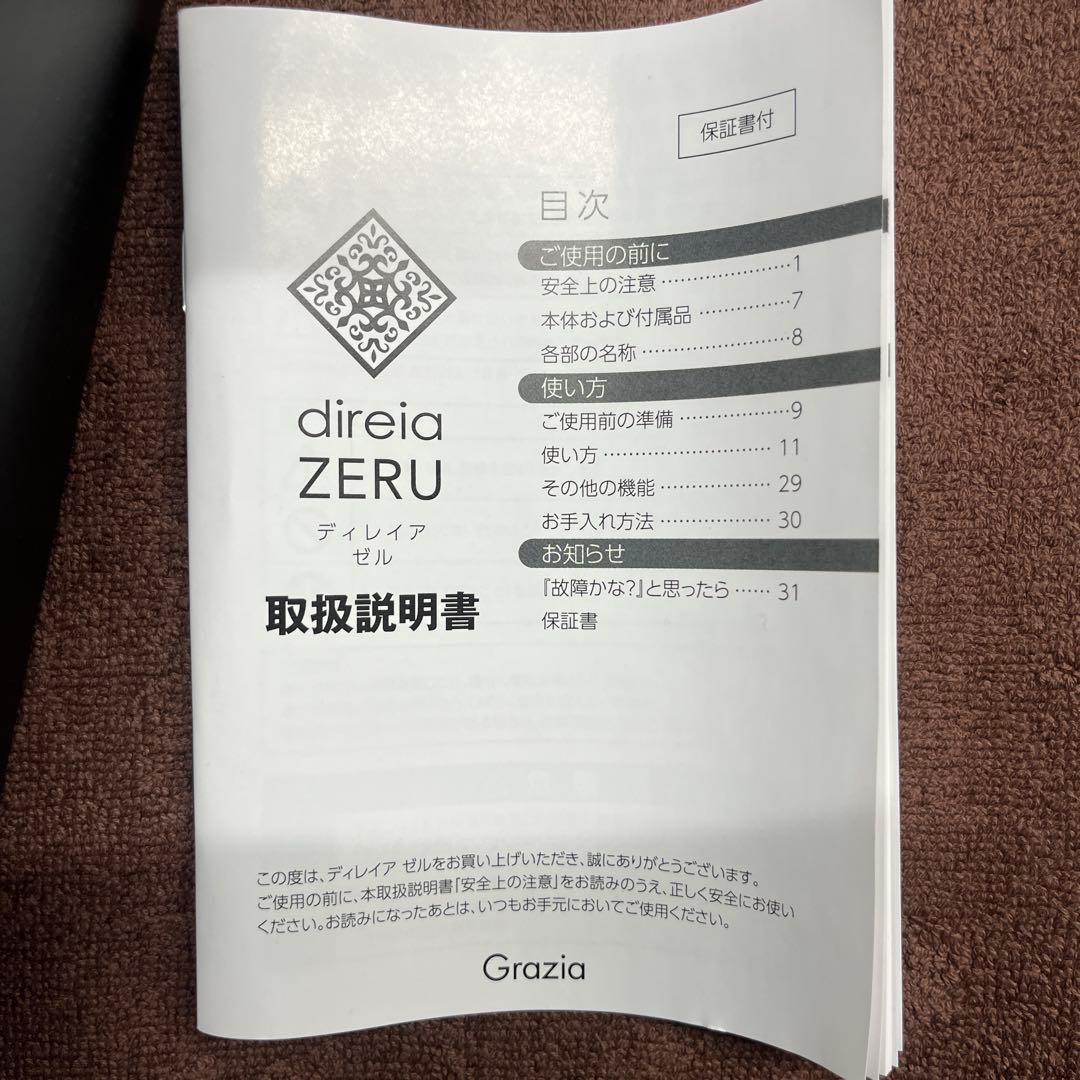 保証書付
direia
ZERU
ディレイア
ゼル
取扱説明書
目次
ご使用の前に
安全上の注意……………………1
本体および付属品………………7
各部の名称………………………8
使い方
ご使用前の準備…………………9
使い方……………………………11
その他の機能……………………29
お手入れ方法……………………30
お知らせ
『故障かな?』と思ったら……31
保証書
この度は、ディレイア ゼルをお買い上げいただき、誠にありがとうございます。
ご使用の前に、本取扱説明書「安全上の注意」をお読みのうえ、正しく安全にお使い
ください。お読みになったあとは、いつもお手元においてご使用ください。
Grazia